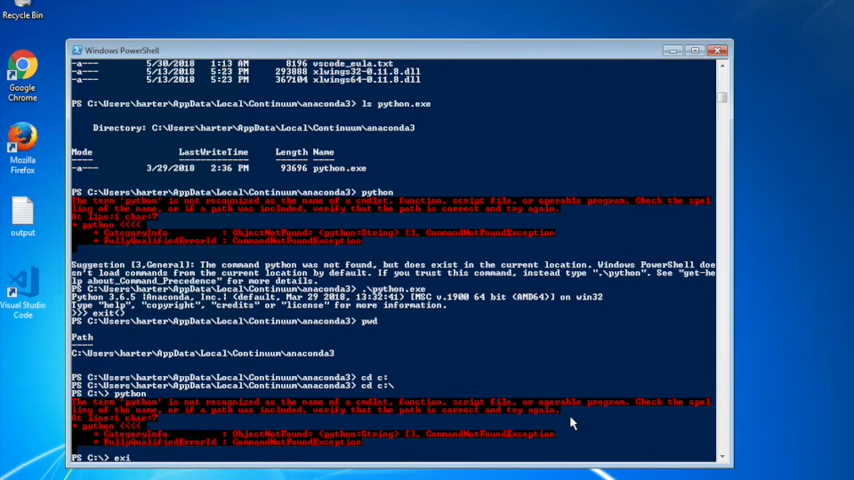 Recycle Bin
Google
Chrome
Mozilla
Firefox
output
Visual Studio
Code
Windows PowerShell
-a--- 5/30/2018 1:13 AM 8196 vscode_eula.txt
-a--- 5/13/2018 5:23 PM 293888 xlwings32-0.11.8.dll
-a--- 5/13/2018 5:23 PM 367104 xlwings64-0.11.8.dll
PS C:\Users\harter\AppData\Local\Continuum\anaconda3> ls python.exe
Directory: C:\Users\harter\AppData\Local\Continuum\anaconda3
Mode LastWriteTime Length Name
---- ------------- ------ ----
-a--- 3/29/2018 2:36 PM 93696 python.exe
PS C:\Users\harter\AppData\Local\Continuum\anaconda3> python
The term 'python' is not recognized as the name of a cmdlet, function, script file, or operable program. Check the spel
ling of the name, or if a path was included, verify that the path is correct and try again.
At line:1 char:7
+ python <<<<
+ CategoryInfo : ObjectNotFound: (python:String) [], CommandNotFoundException
+ FullyQualifiedErrorId : CommandNotFoundException
Suggestion [3,General]: The command python was not found, but does exist in the current location. Windows PowerShell doe
sn't load commands from the current location by default. If you trust this command, instead type ".\python". See "get-he
lp about_Command_Precedence" for more details.
PS C:\Users\harter\AppData\Local\Continuum\anaconda3> .\python.exe
Python 3.6.5 |Anaconda, Inc.| (default, Mar 29 2018, 13:32:41) [MSC v.1900 64 bit (AMD64)] on win32
Type "help", "copyright", "credits" or "license" for more information.
>>> exit()
PS C:\Users\harter\AppData\Local\Continuum\anaconda3> pwd
Path
----
C:\Users\harter\AppData\Local\Continuum\anaconda3
PS C:\Users\harter\AppData\Local\Continuum\anaconda3> cd c:
PS C:\Users\harter\AppData\Local\Continuum\anaconda3> cd c:\
PS C:\> python
The term 'python' is not recognized as the name of a cmdlet, function, script file, or operable program. Check the spel
ling of the name, or if a path was included, verify that the path is correct and try again.
At line:1 char:7
+ python <<<<
+ CategoryInfo : ObjectNotFound: (python:String) [], CommandNotFoundException
+ FullyQualifiedErrorId : CommandNotFoundException
PS C:\> exi